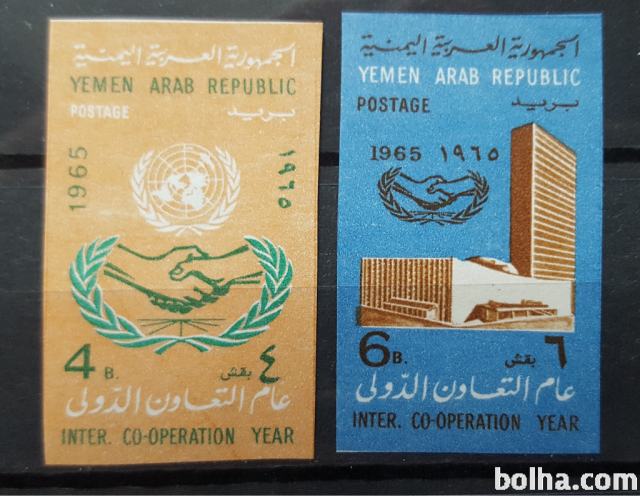 الجمهورية العربية اليمنية
YEMEN ARAB REPUBLIC
POSTAGE بريد
1965 ١٩٦٥
4 B. ٤ بقش
عام التعاون الدولى
INTER. CO-OPERATION YEAR
الجمهورية العربية اليمنية
YEMEN ARAB REPUBLIC
POSTAGE بريد
1965 ١٩٦٥
6 B. ٦ بقش
عام التعاون الدولى
INTER. CO-OPERATION YEAR
bolha.com